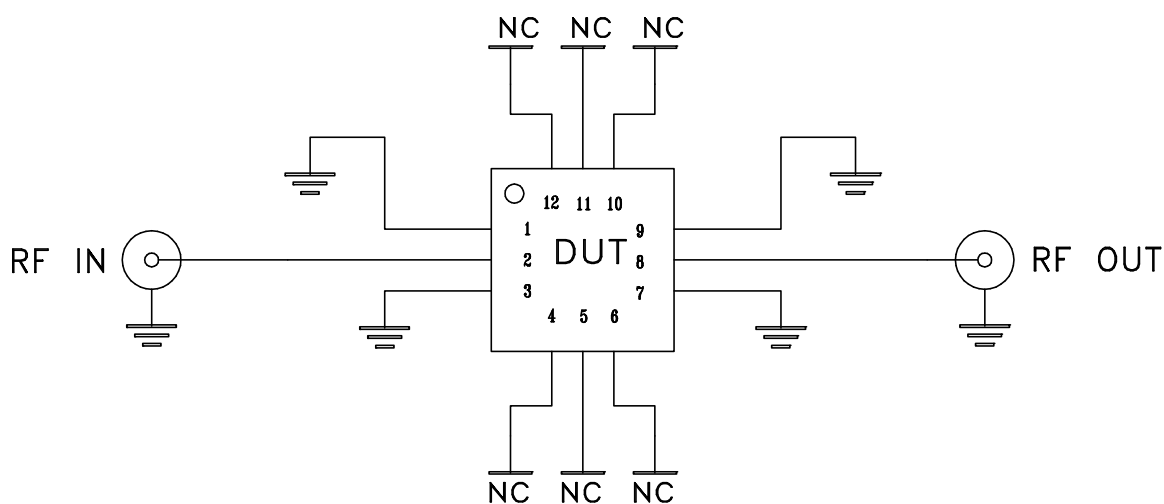 NC NC NC
12 11 10
1 9
DUT
RF IN 2 8 RF OUT
3 7
4 5 6
NC NC NC